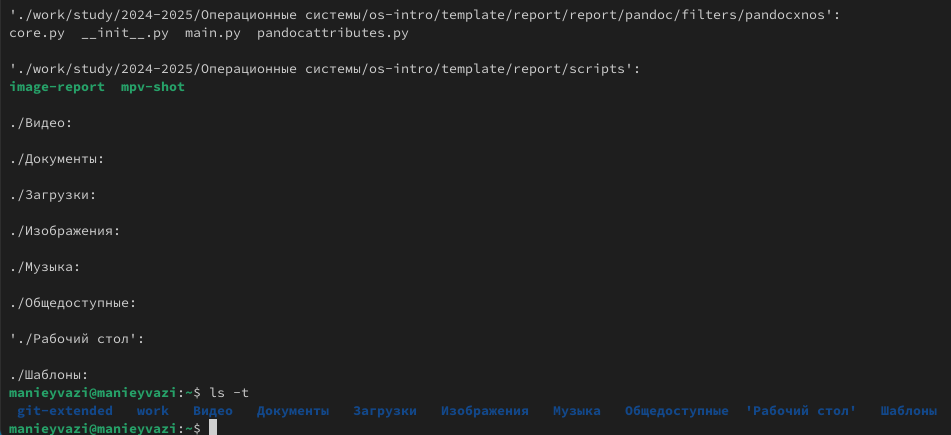 './work/study/2024-2025/Операционные системы/os-intro/template/report/report/pandoc/filters/pandocxnos':
core.py  __init__.py  main.py  pandocattributes.py
'./work/study/2024-2025/Операционные системы/os-intro/template/report/scripts':
image-report  mpv-shot
./Видео:
./Документы:
./Загрузки:
./Изображения:
./Музыка:
./Общедоступные:
'./Рабочий стол':
./Шаблоны:
manieyvazi@manieyvazi:~$ ls -t
git-extended  work  Видео  Документы  Загрузки  Изображения  Музыка  Общедоступные  'Рабочий стол'  Шаблоны
manieyvazi@manieyvazi:~$